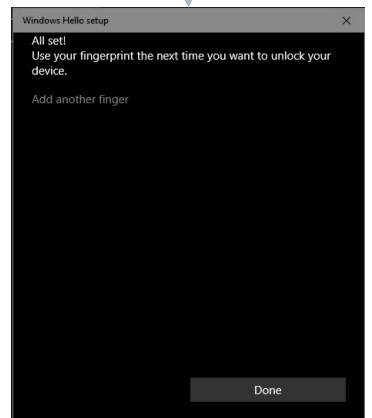 Windows Hello setup
All set!
Use your fingerprint the next time you want to unlock your
device.
Add another finger
Done